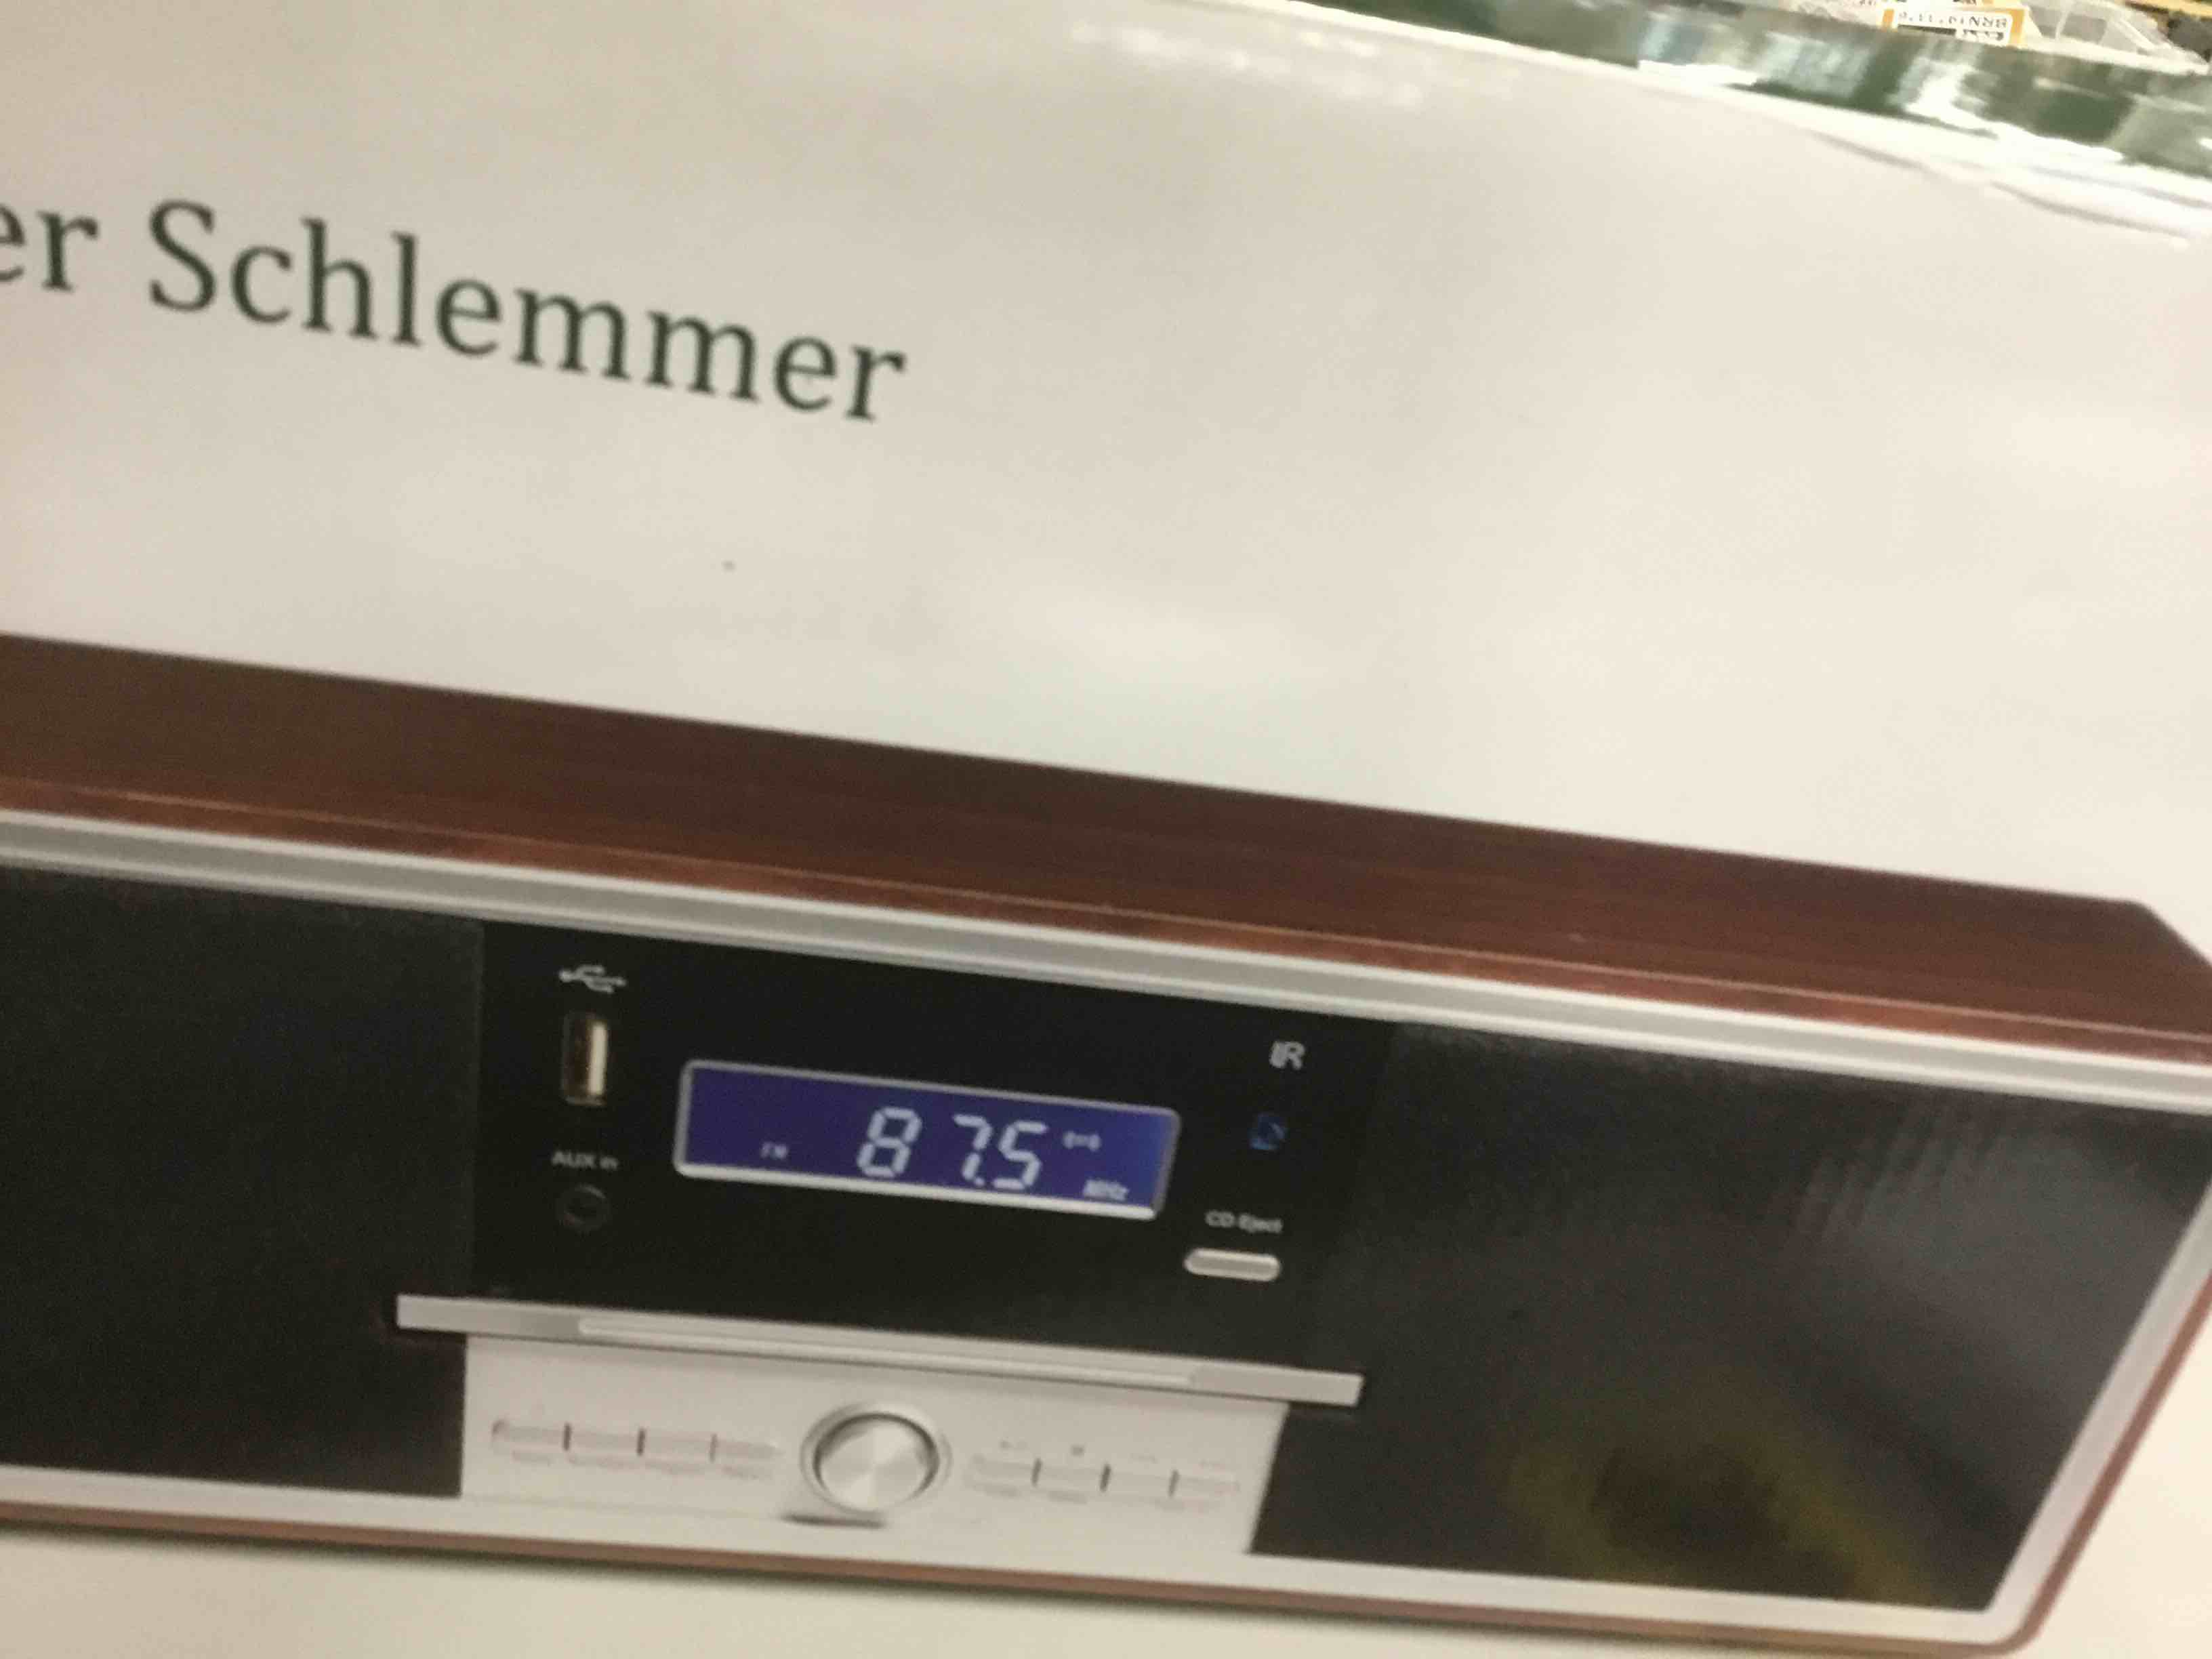 er Schlemmer
IR
FM 87.5 MHz
AUX in
CD Eject